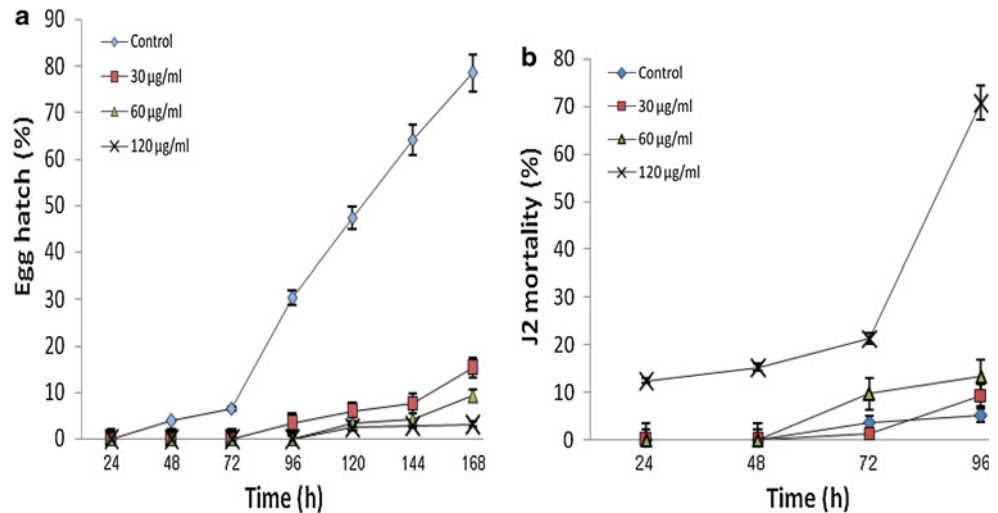 a
Egg hatch (%)
90
80
70
60
50
40
30
20
10
0
Control
30 µg/ml
60 µg/ml
120 µg/ml
24 48 72 96 120 144 168
Time (h)
b
J2 mortality (%)
80
70
60
50
40
30
20
10
0
Control
30 µg/ml
60 µg/ml
120 µg/ml
24 48 72 96
Time (h)